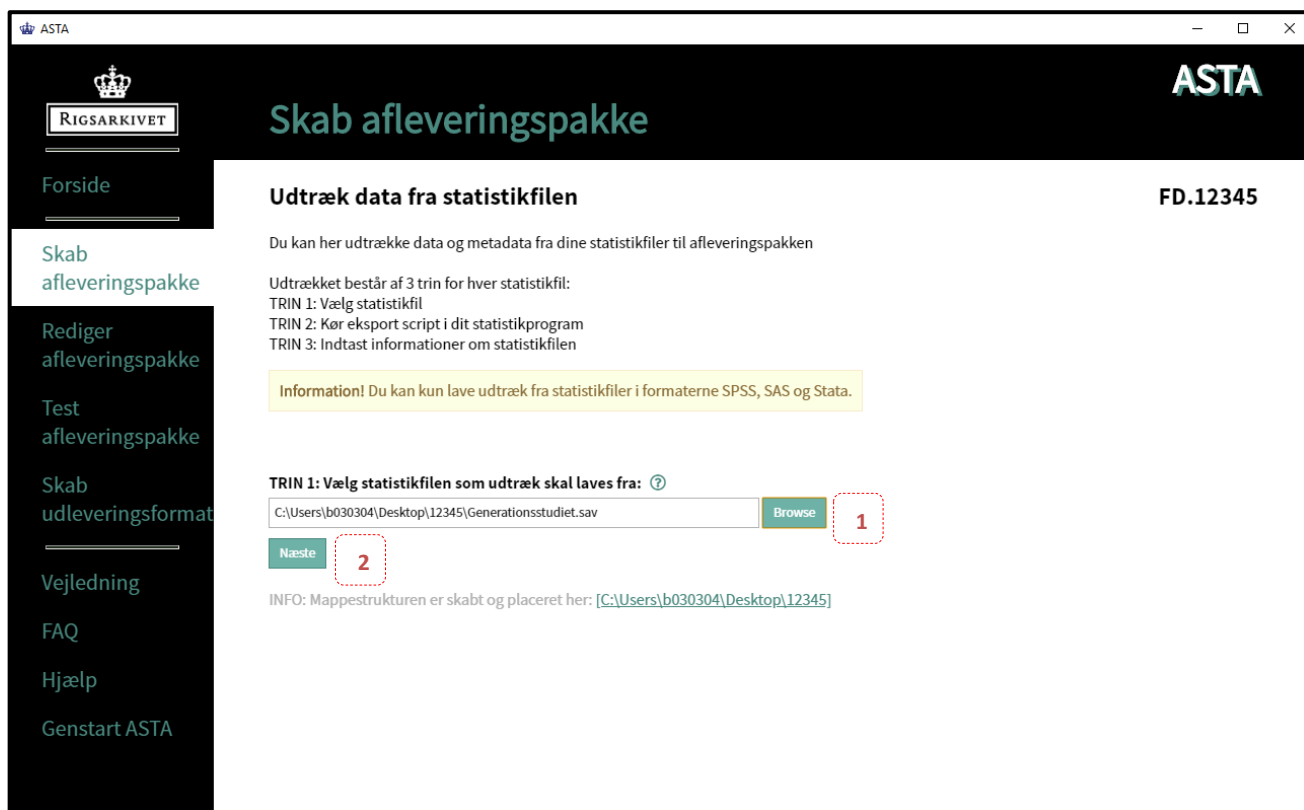 ASTA
RIGSARKIVET
Skab afleveringspakke
ASTA
Forside
Skab
afleveringspakke
Rediger
afleveringspakke
Test
afleveringspakke
Skab
udleveringsformat
Vejledning
FAQ
Hjælp
Genstart ASTA
Udtræk data fra statistikfilen
FD.12345
Du kan her udtrække data og metadata fra dine statistikfiler til afleveringspakken
Udtrækket består af 3 trin for hver statistikfil:
TRIN 1: Vælg statistikfil
TRIN 2: Kør eksport script i dit statistikprogram
TRIN 3: Indtast informationer om statistikfilen
Information! Du kan kun lave udtræk fra statistikfiler i formaterne SPSS, SAS og Stata.
TRIN 1: Vælg statistikfilen som udtræk skal laves fra: ?
C:\Users\b030304\Desktop\12345\Generationsstudiet.sav
Browse
1
Næste
2
INFO: Mappestrukturen er skabt og placeret her: [C:\Users\b030304\Desktop\12345]